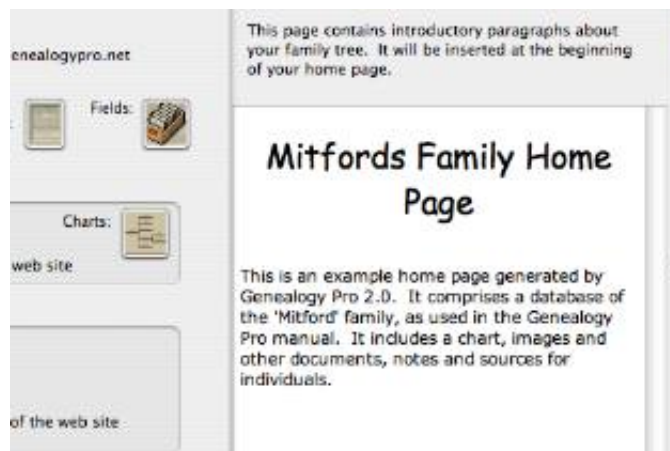 enealogypro.net
Fields:
Charts:
web site
of the web site
This page contains introductory paragraphs about
your family tree. It will be inserted at the beginning
of your home page.
Mitfords Family Home
Page
This is an example home page generated by
Genealogy Pro 2.0. It comprises a database of
the 'Mitford' family, as used in the Genealogy
Pro manual. It includes a chart, images and
other documents, notes and sources for
individuals.